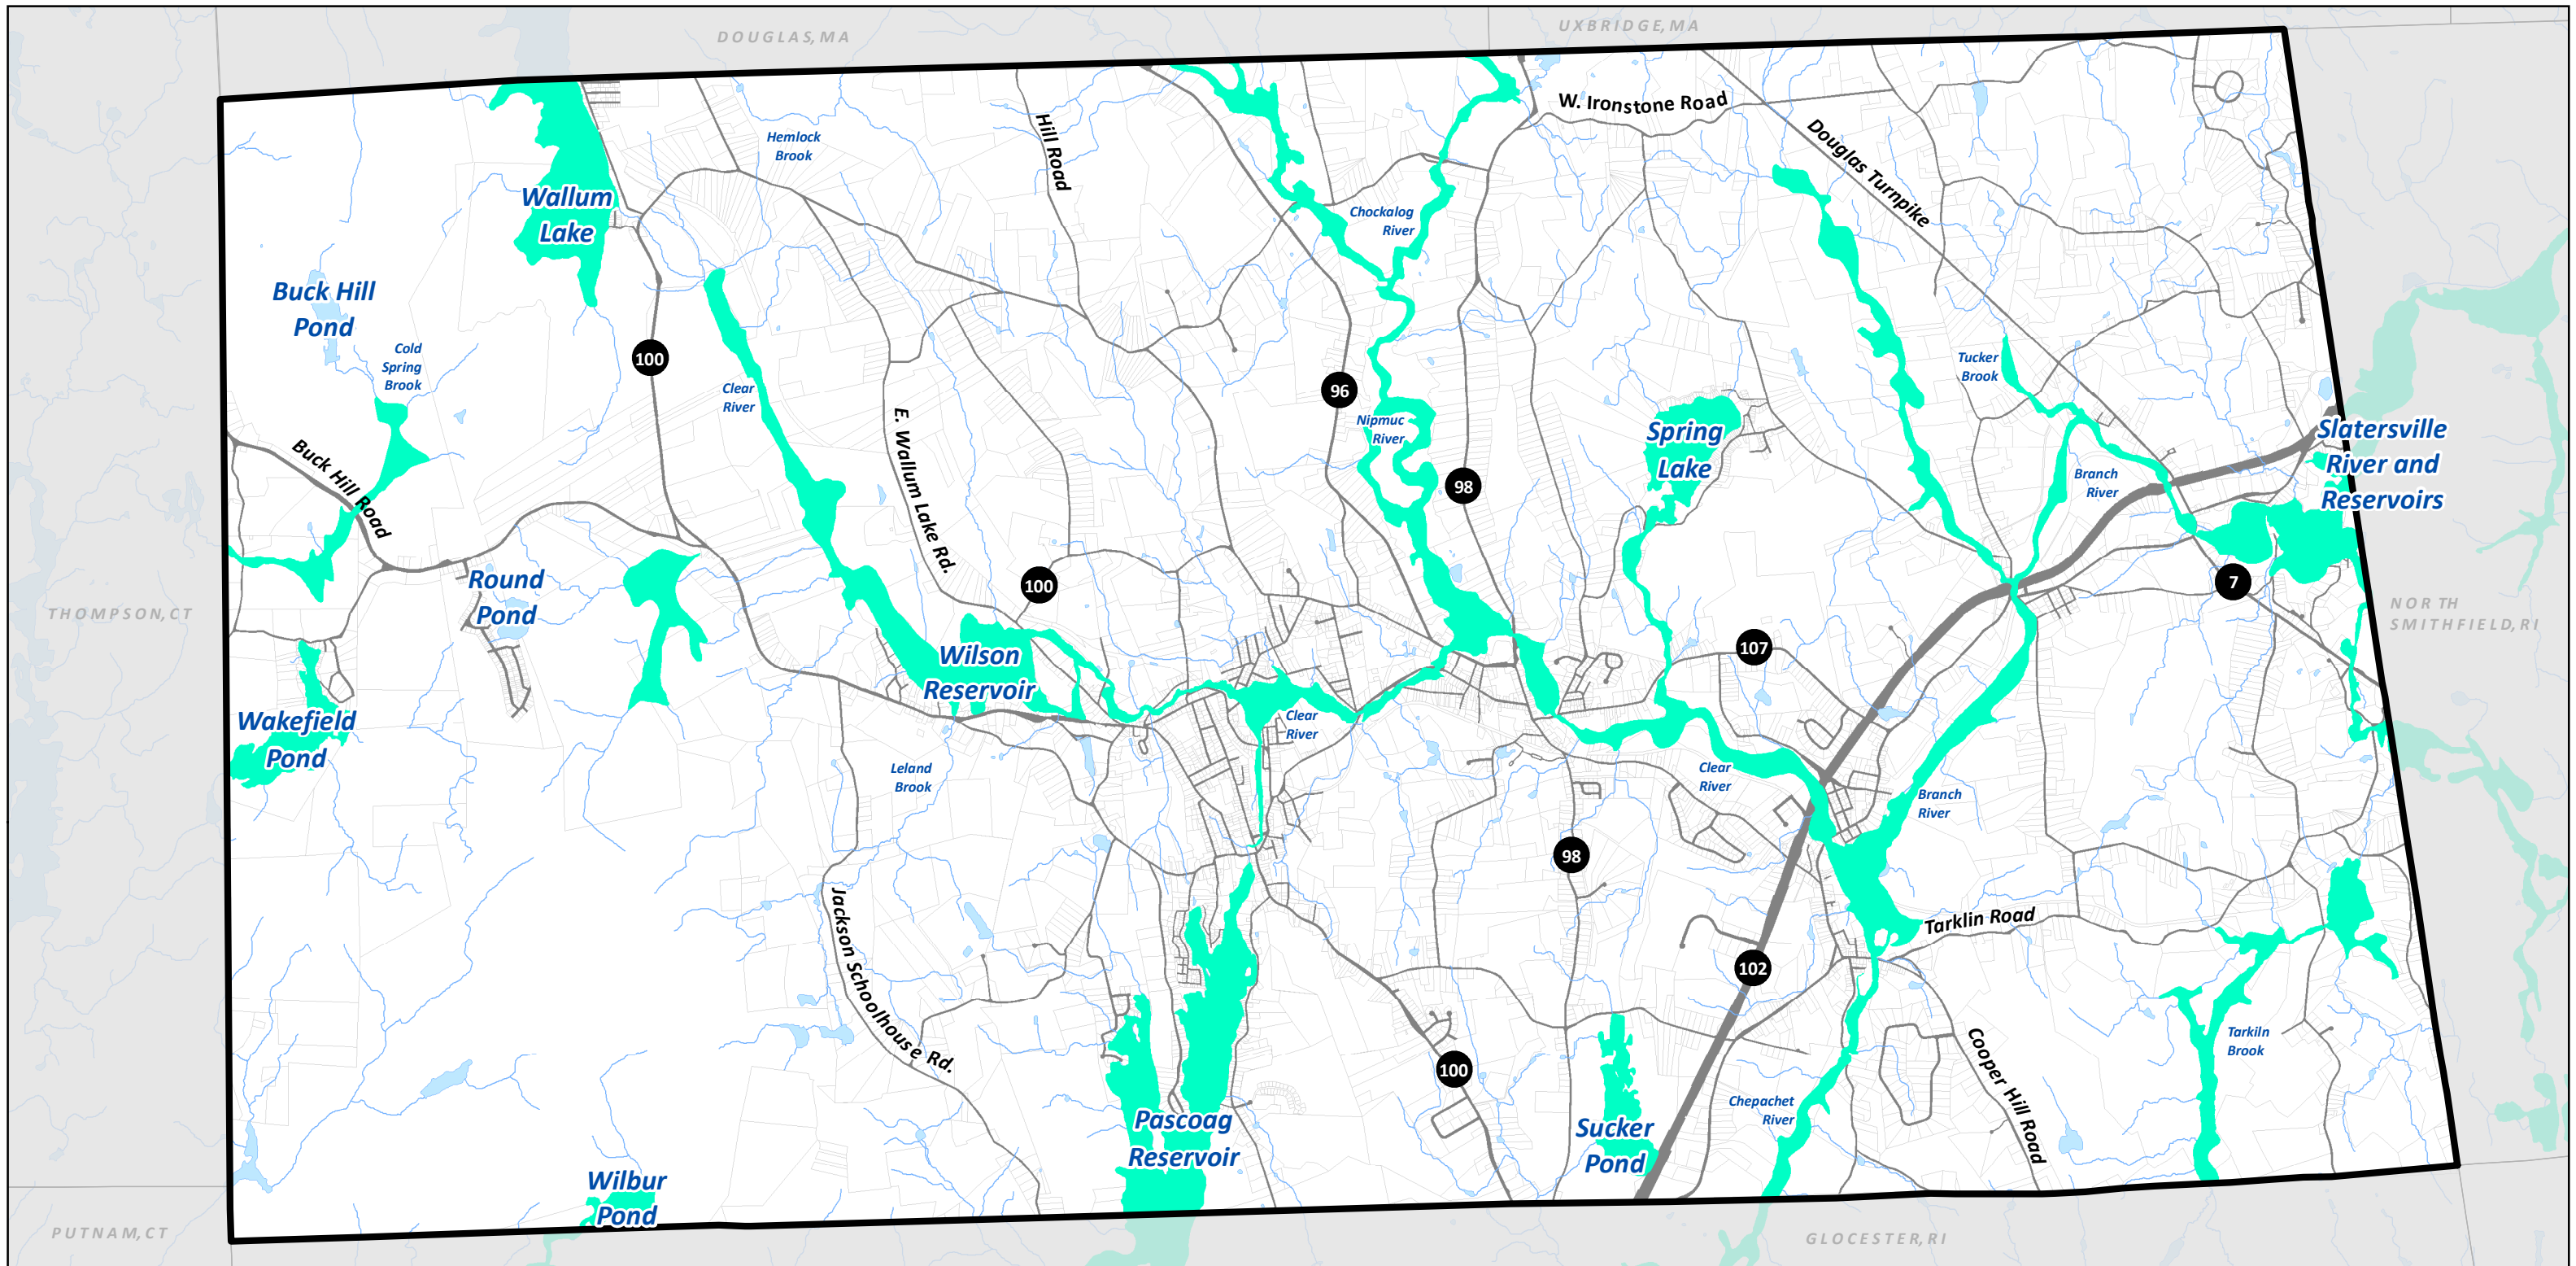 DOUGLAS, MA
UXBRIDGE, MA
W. Ironstone Road
Hill Road
Douglas Turnpike
Hemlock
Brook
Wallum
Lake
Chockalog
River
Buck Hill
Pond
Cold
Spring
Brook
100
Clear
River
96
Tucker
Brook
E. Wallum Lake Rd.
Nipmuc
River
Spring
Lake
Slatersville
River and
Reservoirs
Buck Hill Road
98
Branch
River
Round
Pond
100
7
THOMPSON, CT
NORTH
SMITHFIELD, RI
Wilson
Reservoir
107
Wakefield
Pond
Clear
River
Leland
Brook
Clear
River
Branch
River
98
Jackson Schoolhouse Rd.
Tarklin Road
102
Tarkiln
Brook
Cooper Hill Road
100
Chepachet
River
Pascoag
Reservoir
Sucker
Pond
Wilbur
Pond
PUTNAM, CT
GLOCESTER, RI